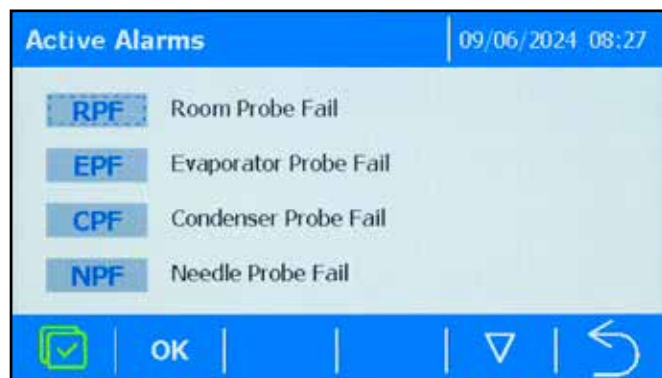 Active Alarms 09/06/2024 08:27
RPF Room Probe Fail
EPF Evaporator Probe Fail
CPF Condenser Probe Fail
NPF Needle Probe Fail
OK